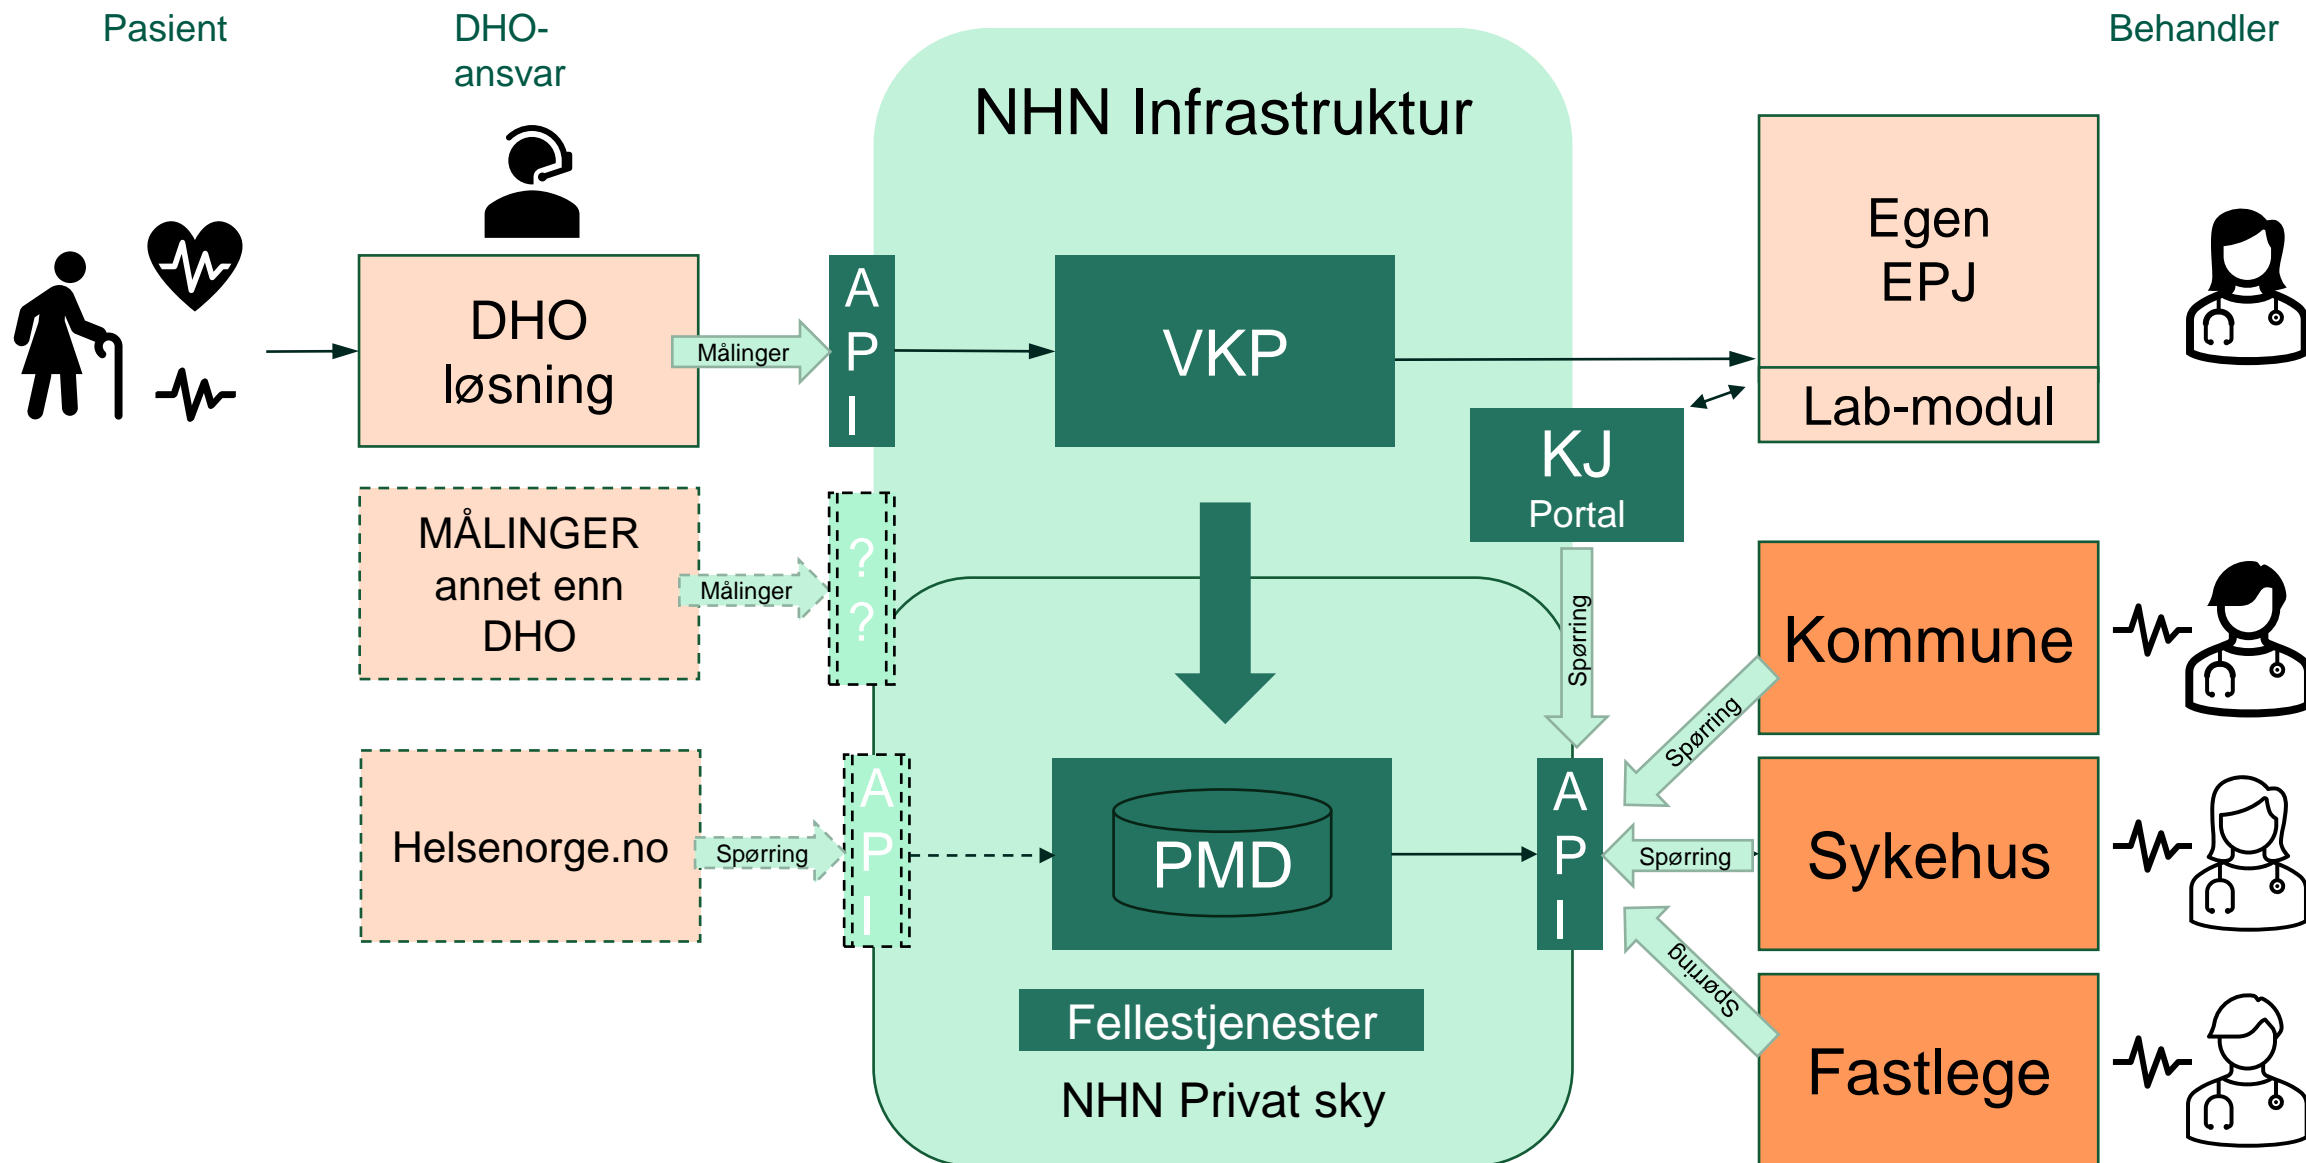 Pasient
DHO-
ansvar
NHN Infrastruktur
Behandler
DHO
løsning
Målinger
A
P
I
VKP
Egen
EPJ
Lab-modul
KJ
Portal
MÅLINGER
annet enn
DHO
Målinger
?
?
Spørring
Kommune
Spørring
Helsenorge.no
Spørring
A
P
I
PMD
A
P
I
Spørring
Sykehus
Spørring
Fastlege
Fellestjenester
NHN Privat sky